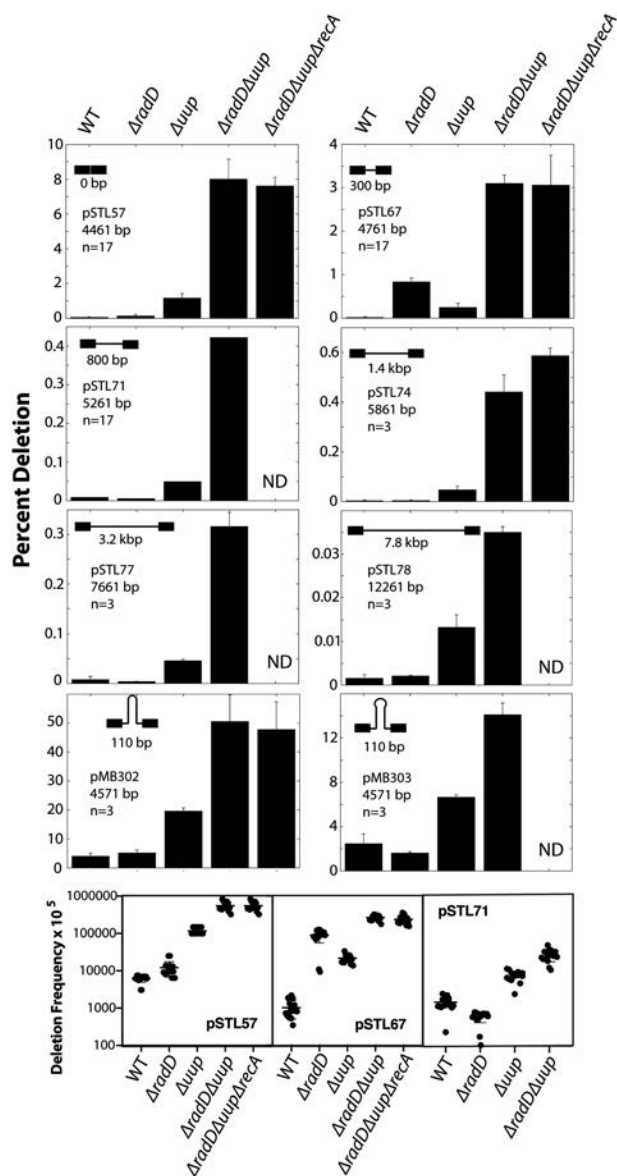 WT ΔradD Δuup ΔradDΔuup ΔradDΔuupΔrecA WT ΔradD Δuup ΔradDΔuup ΔradDΔuupΔrecA
Percent Deletion
10
8
6
4
2
0
0 bp
pSTL57
4461 bp
n=17
4
3
2
1
0
300 bp
pSTL67
4761 bp
n=17
0.4
0.3
0.2
0.1
0
800 bp
pSTL71
5261 bp
n=17
ND
0.6
0.4
0.2
0
1.4 kbp
pSTL74
5861 bp
n=3
0.3
0.2
0.1
0
3.2 kbp
pSTL77
7661 bp
n=3
ND
0.03
0.02
0.01
0
7.8 kbp
pSTL78
12261 bp
n=3
ND
50
40
30
20
10
0
110 bp
pMB302
4571 bp
n=3
12
8
4
0
110 bp
pMB303
4571 bp
n=3
ND
Deletion Frequency x 10 5
1000000
100000
10000
1000
100
pSTL57
pSTL67
pSTL71
WT ΔradD Δuup ΔradDΔuup ΔradDΔuupΔrecA WT ΔradD Δuup ΔradDΔuup ΔradDΔuupΔrecA WT ΔradD Δuup ΔradDΔuup